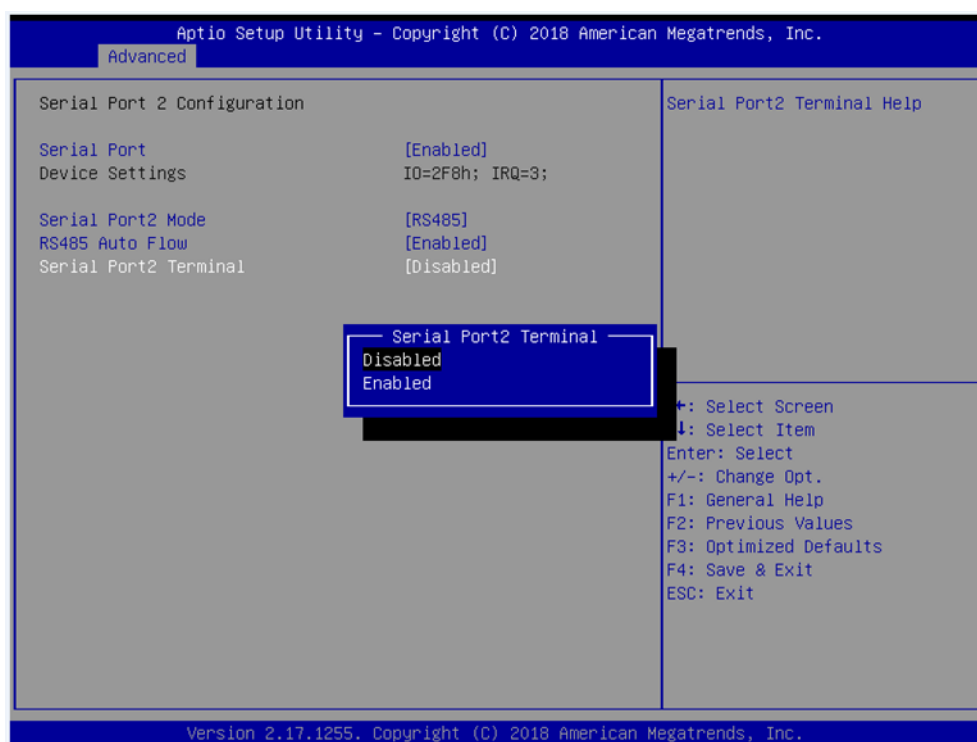 Aptio Setup Utility – Copyright (C) 2018 American Megatrends, Inc.
Advanced
Serial Port 2 Configuration
Serial Port [Enabled]
Device Settings IO=2F8h; IRQ=3;
Serial Port2 Mode [RS485]
RS485 Auto Flow [Enabled]
Serial Port2 Terminal [Disabled]
Serial Port2 Terminal
Disabled
Enabled
Serial Port2 Terminal Help
: Select Screen
: Select Item
Enter: Select
+/-: Change Opt.
F1: General Help
F2: Previous Values
F3: Optimized Defaults
F4: Save & Exit
ESC: Exit
Version 2.17.1255. Copyright (C) 2018 American Megatrends, Inc.